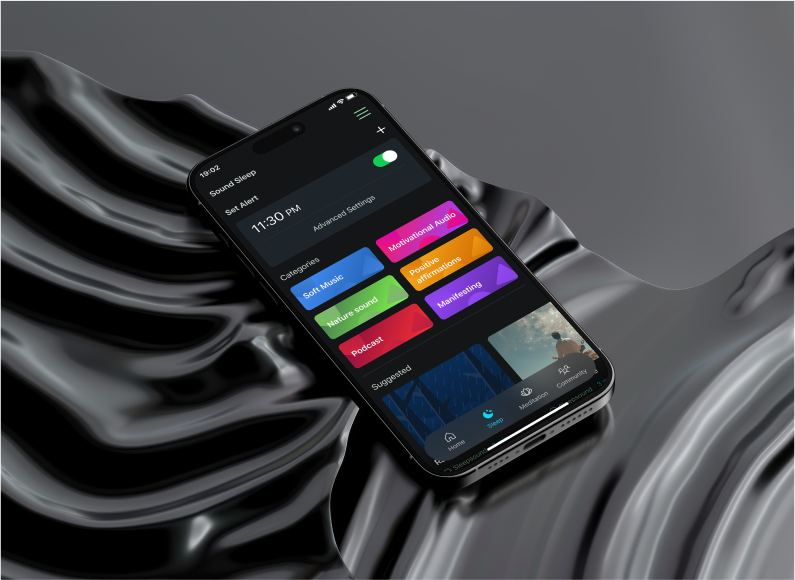 19:02
Sound Sleep
Set Alert
11:30 PM
Advanced Settings
Categories
Soft Music
Motivational Audio
Nature sound
Positive
affirmations
Podcast
Manifesting
Suggested
Home
Sleep
Meditation
Community
Sleepsound